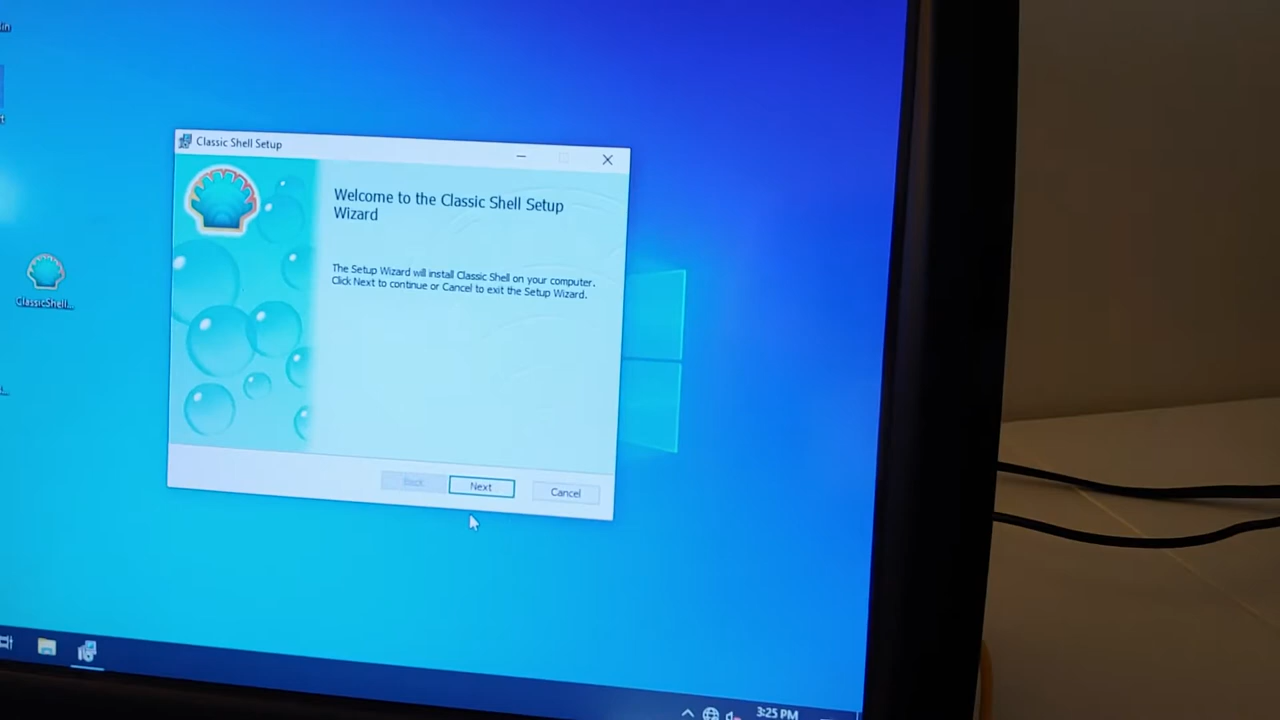 Classic Shell Setup
Welcome to the Classic Shell Setup
Wizard
The Setup Wizard will install Classic Shell on your computer.
Click Next to continue or Cancel to exit the Setup Wizard.
ClassicShell...
Back
Next
Cancel
3:25 PM